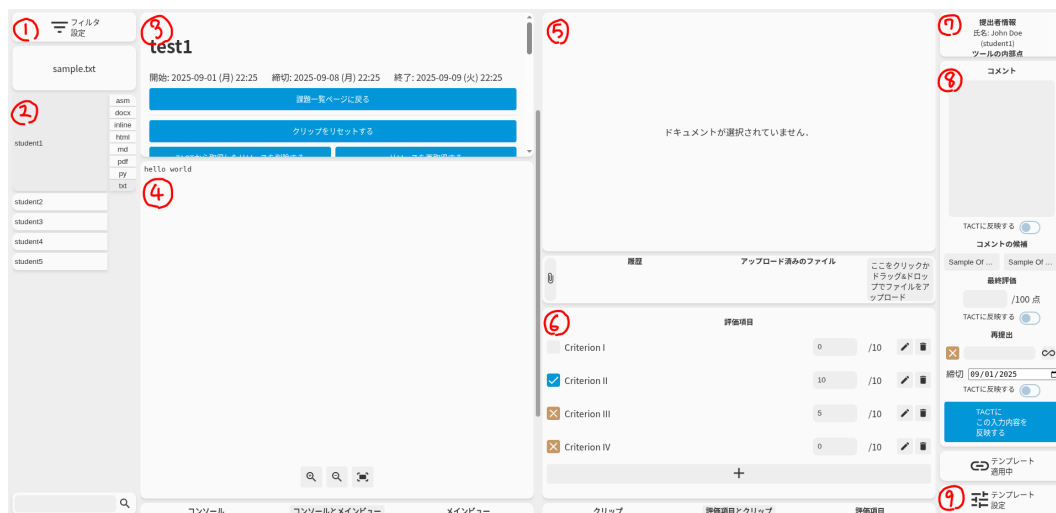 ①
フィルタ
設定
sample.txt
②
student1
asm
docx
inline
html
md
pdf
py
txt
student2
student3
student4
student5
③
test1
開始: 2025-09-01 (月) 22:25 締切: 2025-09-08 (月) 22:25 終了: 2025-09-09 (火) 22:25
課題一覧ページに戻る
クリップをリセットする
hello world
④
コンソール
コンソールとメインビュー
メインビュー
⑤
ドキュメントが選択されていません.
履歴
アップロード済みのファイル
ここをクリックか
ドラッグ&ドロッ
プでファイルをア
ップロード
⑥
評価項目
Criterion I 0 /10
Criterion II 10 /10
Criterion III 5 /10
Criterion IV 0 /10
+
クリップ
評価項目とクリップ
評価項目
⑦
提出者情報
氏名: John Doe
(student1)
ツールの内部点
⑧
コメント
TACTに反映する
コメントの候補
Sample Of ... Sample Of ...
最終評価
/100 点
TACTに反映する
再提出
締切 09/01/2025
TACTに反映する
TACTに
この入力内容を
反映する
テンプレート
適用中
⑨
テンプレート
設定